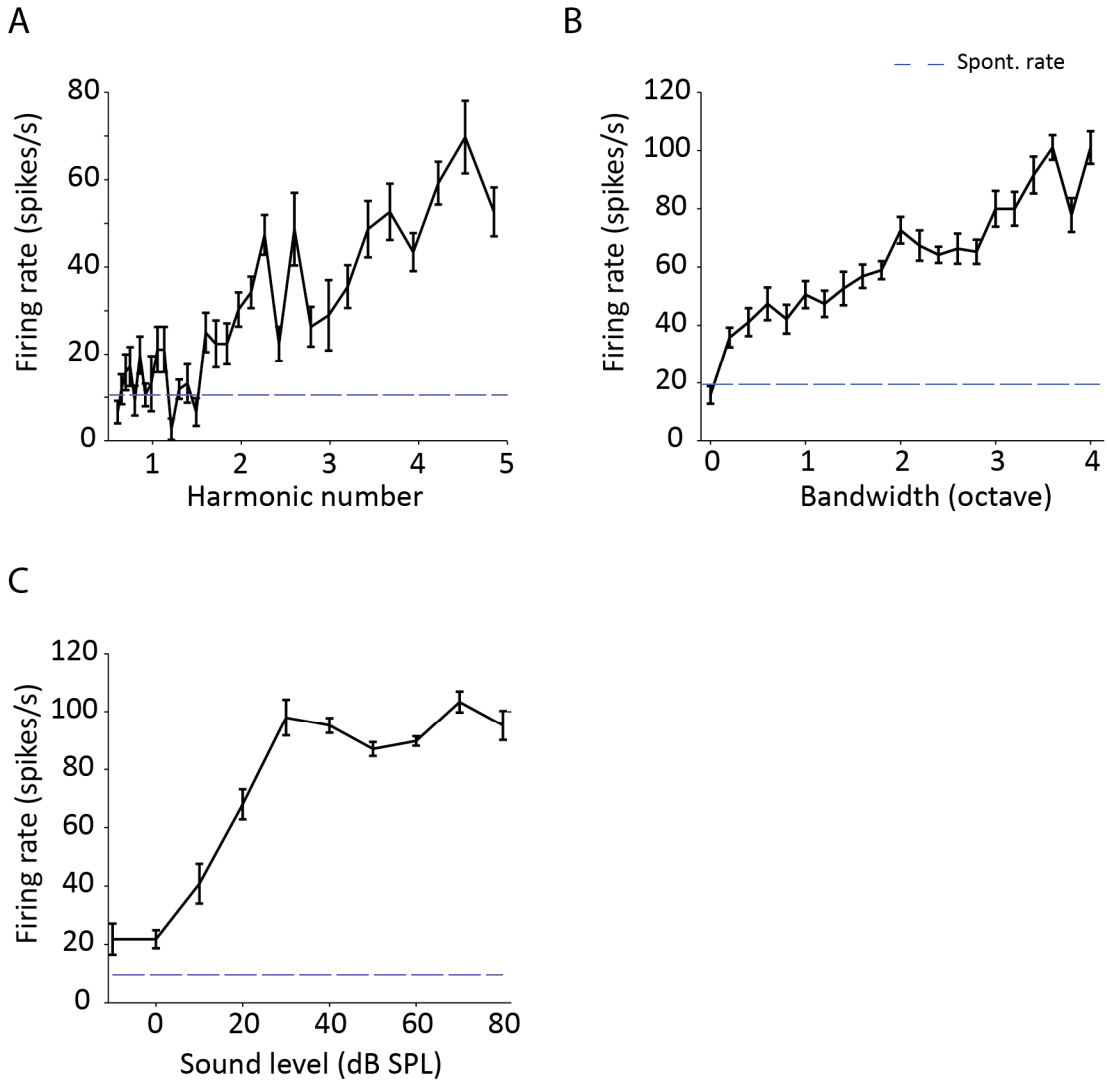 A
Firing rate (spikes/s)
80
60
40
20
0
1 2 3 4 5
Harmonic number
B
Spont. rate
Firing rate (spikes/s)
120
100
80
60
40
20
0
0 1 2 3 4
Bandwidth (octave)
C
Firing rate (spikes/s)
120
100
80
60
40
20
0
0 20 40 60 80
Sound level (dB SPL)